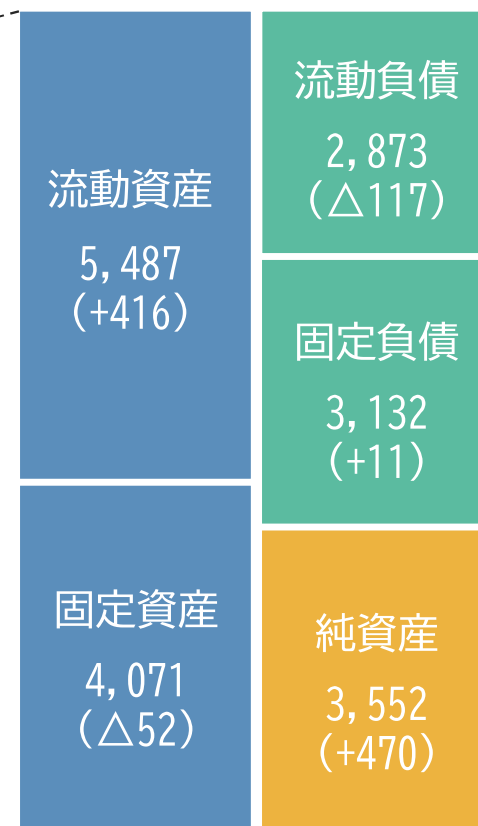 流動資産
5,487
(+416)
固定資産
4,071
(△52)
流動負債
2,873
(△117)
固定負債
3,132
(+11)
純資産
3,552
(+470)